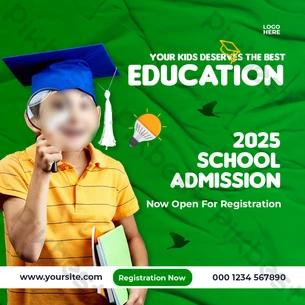 LOGO
HERE
YOUR KIDS DESERVES THE BEST
EDUCATION
2025
SCHOOL
ADMISSION
Now Open For Registration
www.yoursite.com
Registration Now
000 1234 567890